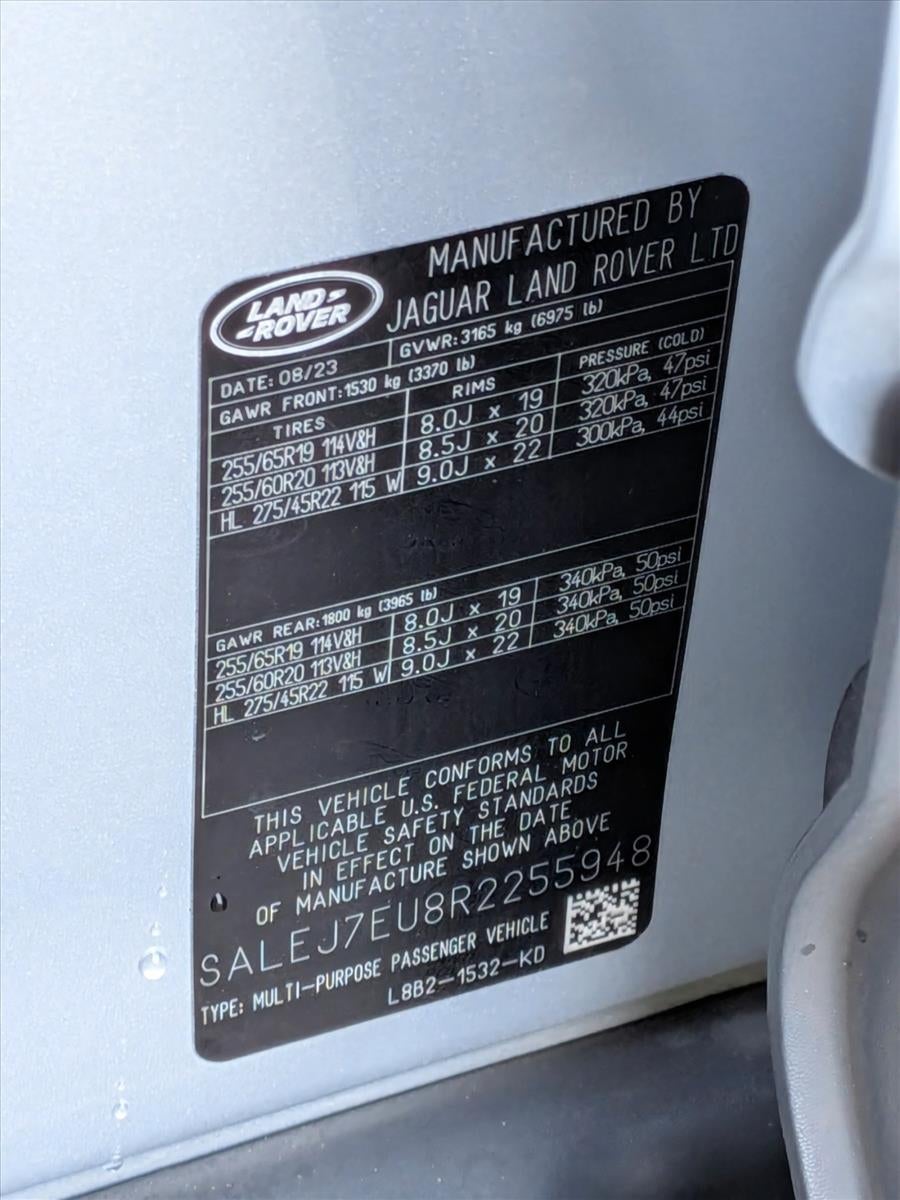 LAND-
-ROVER
MANUFACTURED BY
JAGUAR LAND ROVER LTD
DATE: 08/23 GVWR:3165 kg (6975 lb)
GAWR FRONT:1530 kg (3370 lb)
TIRES RIMS PRESSURE (COLD)
255/65R19 114V&H 8.0J x 19 320kPa, 47psi
255/60R20 113V&H 8.5J x 20 320kPa, 47psi
HL 275/45R22 115 W 9.0J x 22 300kPa, 44psi
GAWR REAR:1800 kg (3965 lb)
255/65R19 114V&H 8.0J x 19 340kPa, 50psi
255/60R20 113V&H 8.5J x 20 340kPa, 50psi
HL 275/45R22 115 W 9.0J x 22 340kPa, 50psi
THIS VEHICLE CONFORMS TO ALL
APPLICABLE U.S. FEDERAL MOTOR
VEHICLE SAFETY STANDARDS
IN EFFECT ON THE DATE
OF MANUFACTURE SHOWN ABOVE
SALEJ7EU8R2255948
TYPE: MULTI-PURPOSE PASSENGER VEHICLE
L8B2-1532-KD